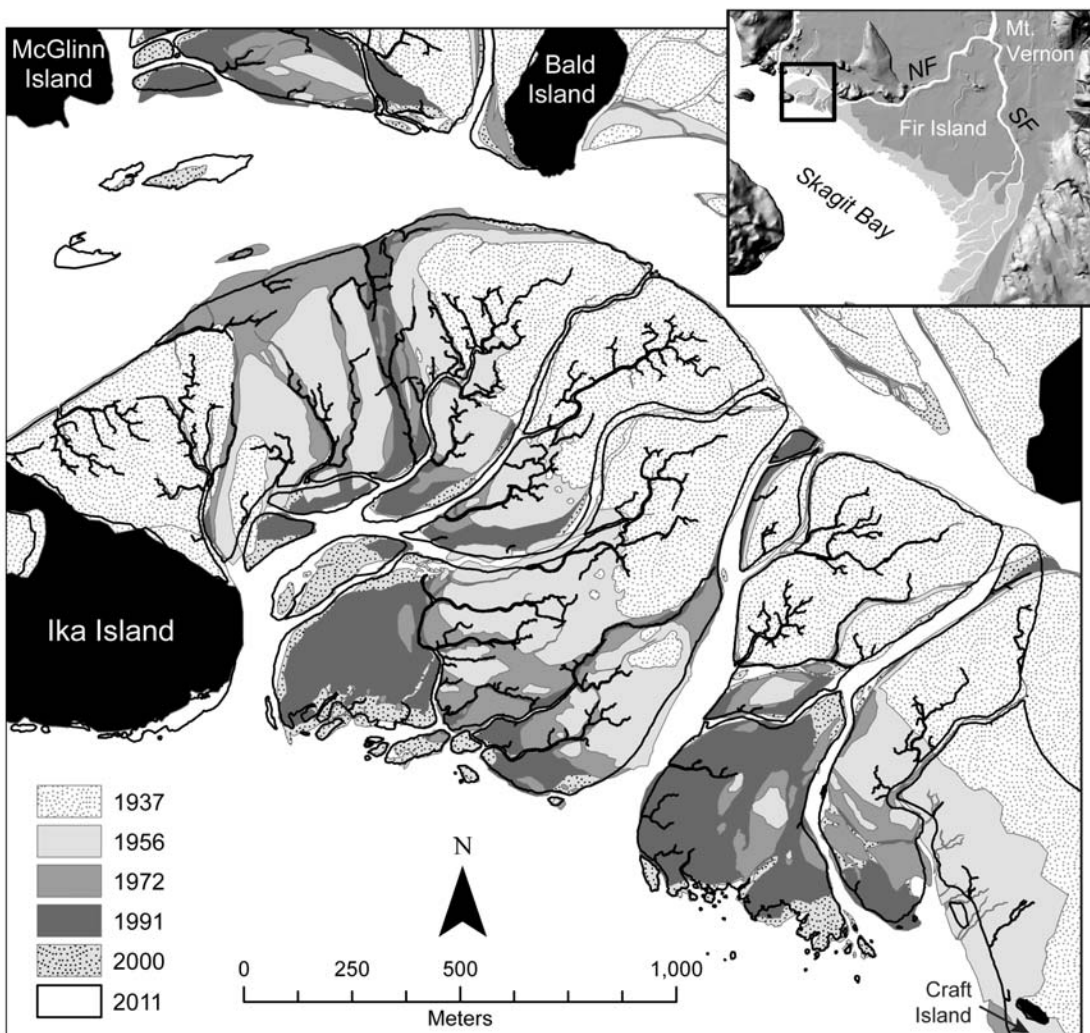 McGlinn
Island
Bald
Island
Mt.
Vernon
NF
SF
Fir Island
Skagit Bay
Ika Island
1937
1956
1972
1991
2000
2011
N
0 250 500 1,000
Meters
Craft
Island